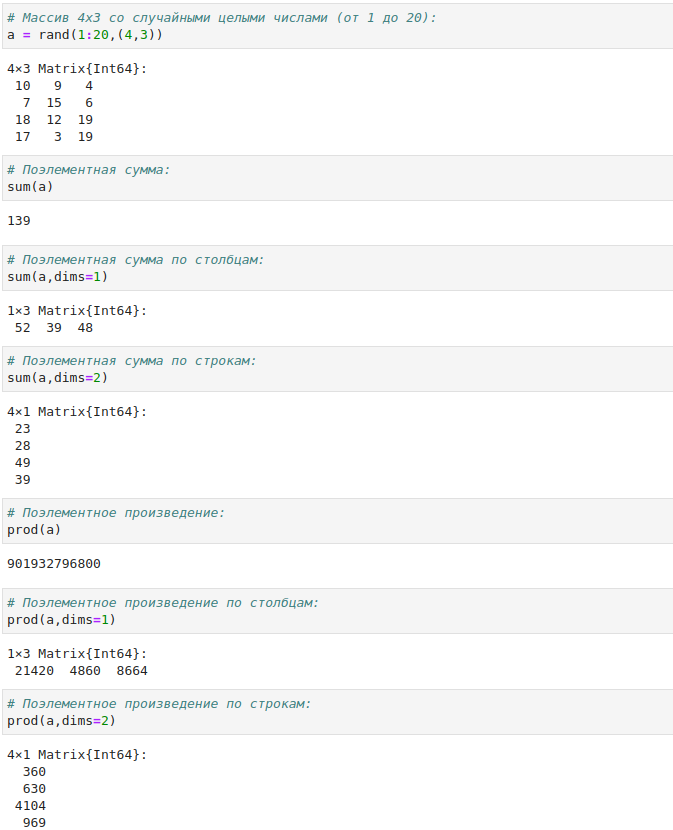 # Массив 4x3 со случайными целыми числами (от 1 до 20):
a = rand(1:20,(4,3))
4×3 Matrix{Int64}:
 10   9   4
  7  15   6
 18  12  19
 17   3  19
# Поэлементная сумма:
sum(a)
139
# Поэлементная сумма по столбцам:
sum(a,dims=1)
1×3 Matrix{Int64}:
 52  39  48
# Поэлементная сумма по строкам:
sum(a,dims=2)
4×1 Matrix{Int64}:
 23
 28
 49
 39
# Поэлементное произведение:
prod(a)
901932796800
# Поэлементное произведение по столбцам:
prod(a,dims=1)
1×3 Matrix{Int64}:
 21420  4860  8664
# Поэлементное произведение по строкам:
prod(a,dims=2)
4×1 Matrix{Int64}:
  360
  630
 4104
  969